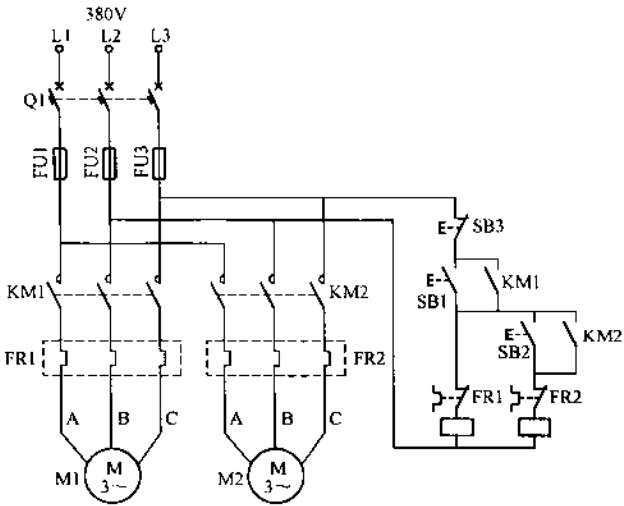 380V
L1 L2 L3
Q1
FU1 FU2 FU3
SB3
KM1 KM2 KM1
SB1
KM2
SB2
FR1 FR2
FR1 FR2
A B C A B C
M1 M 3~ M2 M 3~